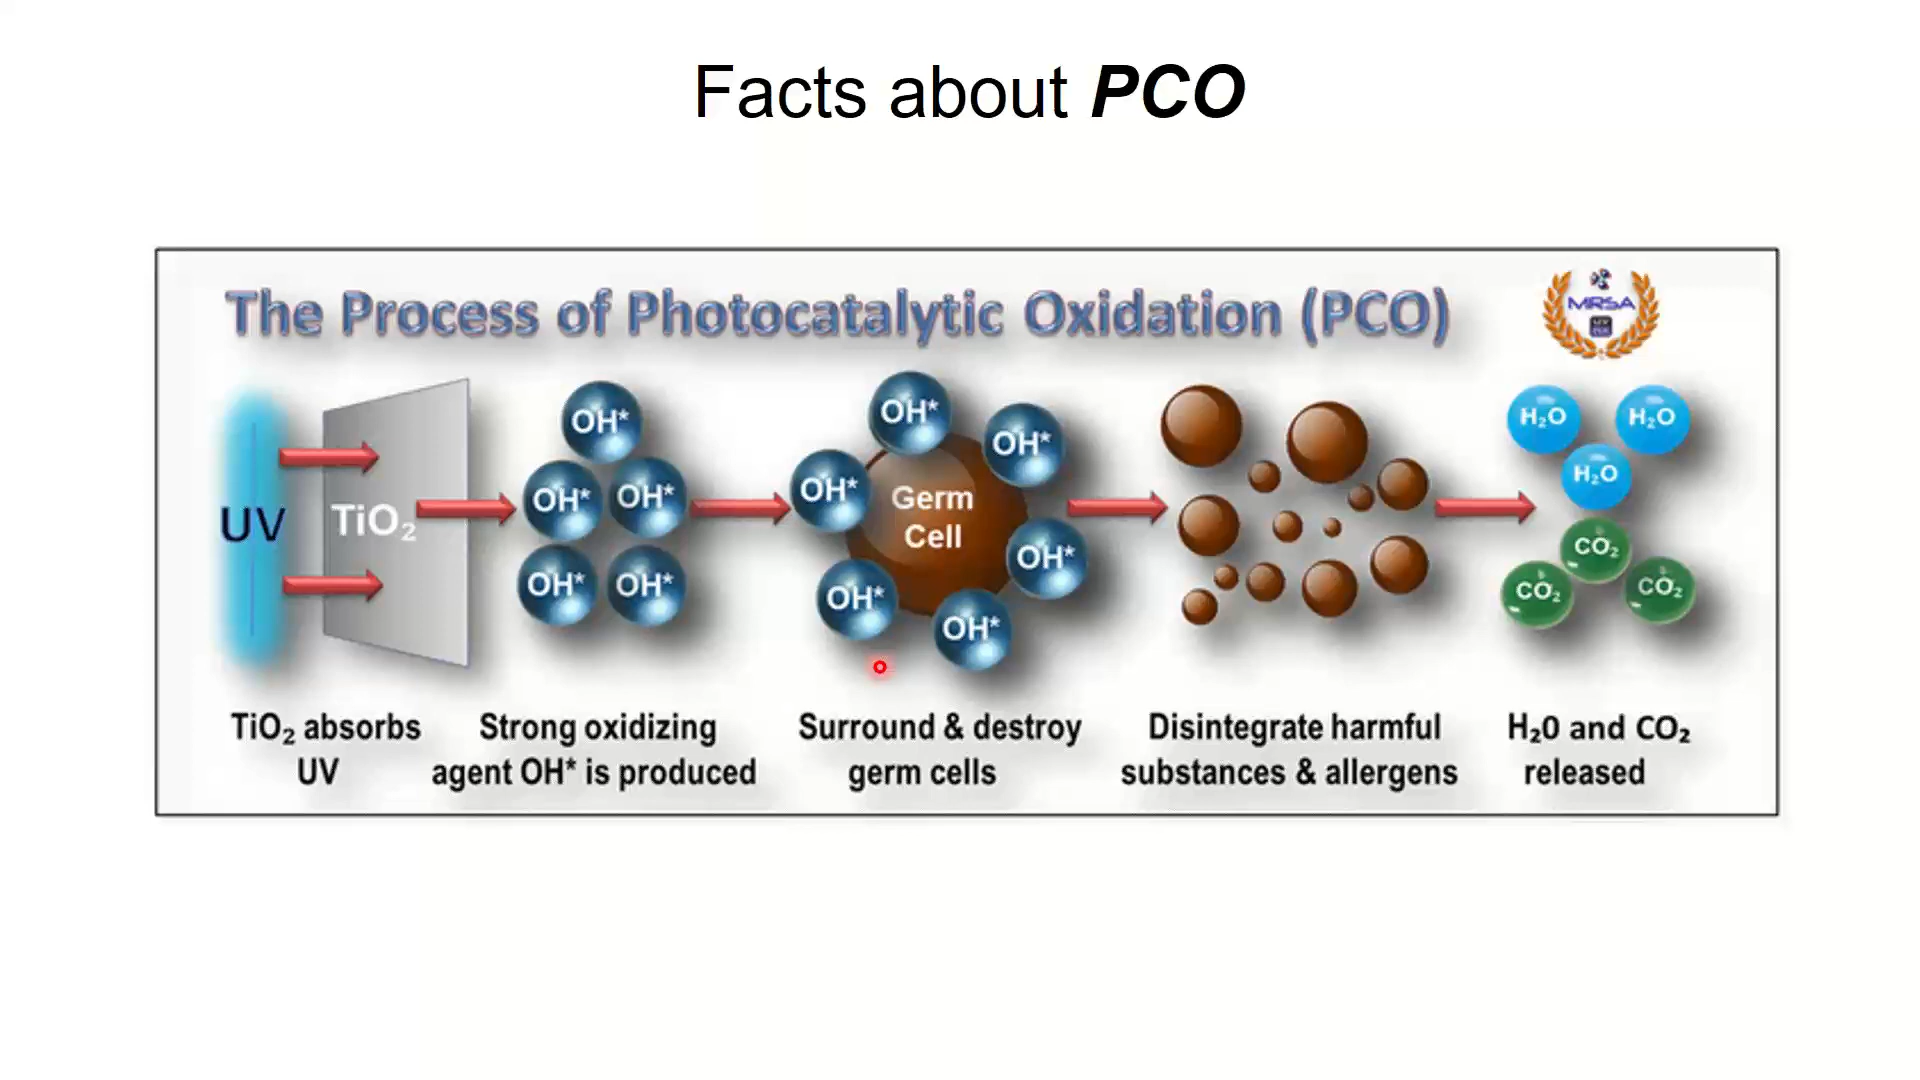 Facts about PCO
The Process of Photocatalytic Oxidation (PCO)
MRSA
UV
TiO₂
OH*
OH*
OH*
OH*
OH*
OH*
OH*
OH*
OH*
OH*
OH*
Germ
Cell
H₂O
H₂O
H₂O
CO₂
CO₂
CO₂
TiO₂ absorbs
UV
Strong oxidizing
agent OH* is produced
Surround & destroy
germ cells
Disintegrate harmful
substances & allergens
H₂0 and CO₂
released